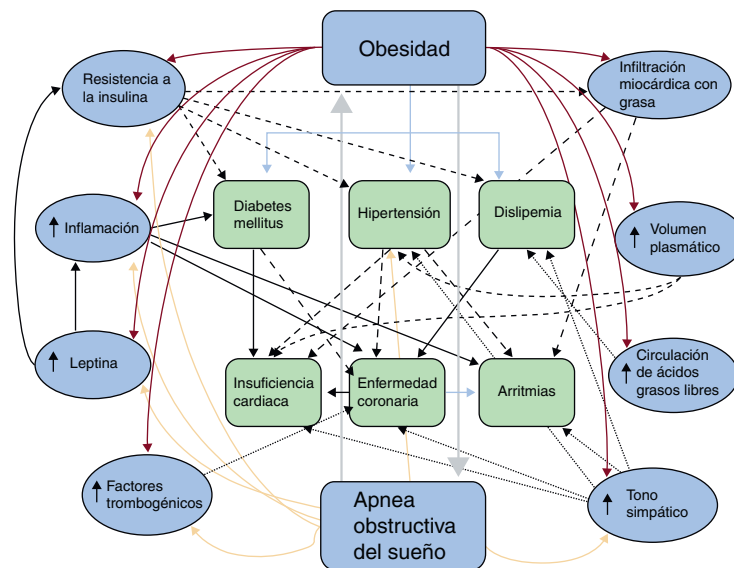 Obesidad
Resistencia a
la insulina
Infiltración
miocárdica con
grasa
Diabetes
mellitus
Hipertensión
Dislipemia
Inflamación
Volumen
plasmático
Leptina
Insuficiencia
cardiaca
Enfermedad
coronaria
Arritmias
Circulación
de ácidos
grasos libres
Factores
trombogénicos
Apnea
obstructiva
del sueño
Tono
simpático